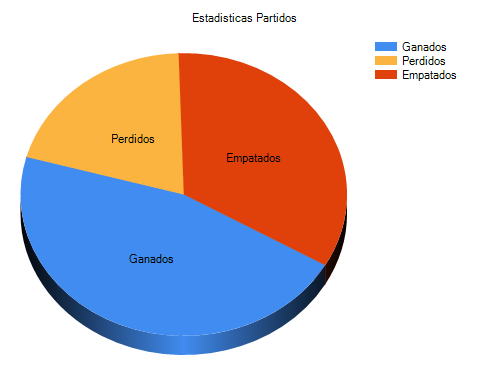 Estadisticas Partidos
Ganados
Perdidos
Empatados
Perdidos
Empatados
Ganados